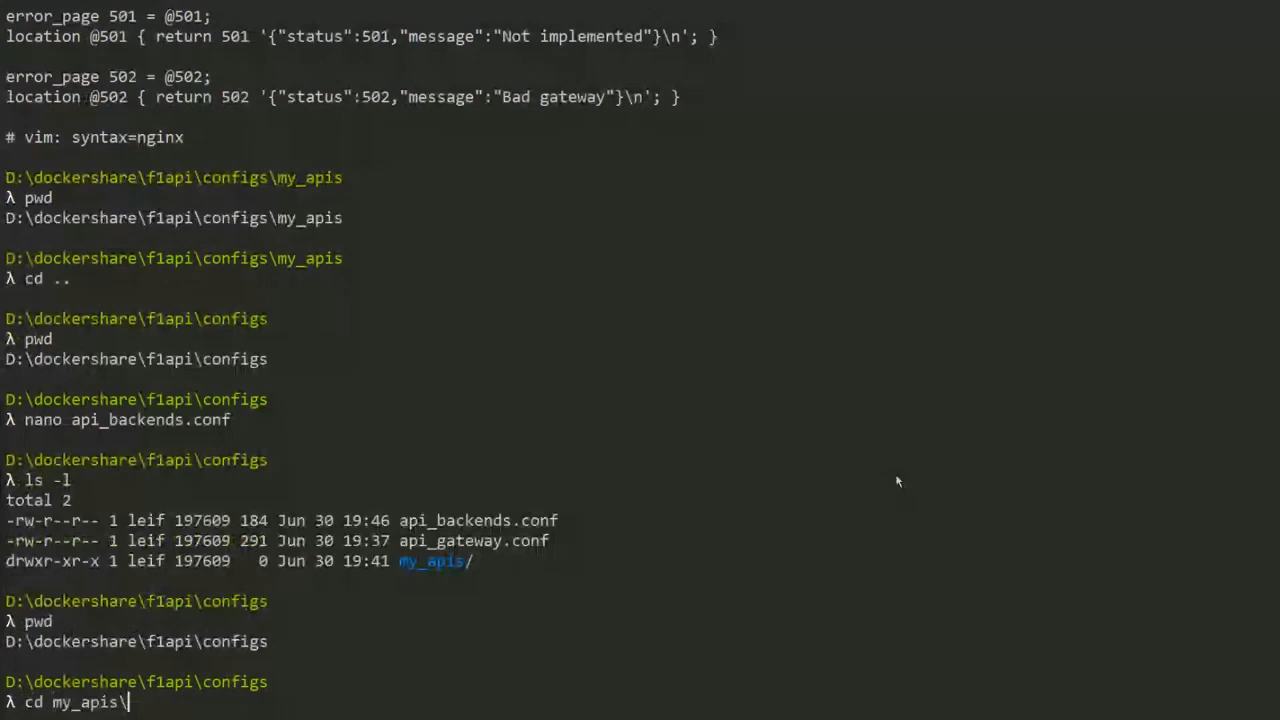 error_page 501 = @501;
location @501 { return 501 '{"status":501,"message":"Not implemented"}\n'; }
error_page 502 = @502;
location @502 { return 502 '{"status":502,"message":"Bad gateway"}\n'; }
# vim: syntax=nginx
D:\dockershare\f1api\configs\my_apis
λ pwd
D:\dockershare\f1api\configs\my_apis
D:\dockershare\f1api\configs\my_apis
λ cd ..
D:\dockershare\f1api\configs
λ pwd
D:\dockershare\f1api\configs
D:\dockershare\f1api\configs
λ nano api_backends.conf
D:\dockershare\f1api\configs
λ ls -l
total 2
-rw-r--r-- 1 leif 197609 184 Jun 30 19:46 api_backends.conf
-rw-r--r-- 1 leif 197609 291 Jun 30 19:37 api_gateway.conf
drwxr-xr-x 1 leif 197609   0 Jun 30 19:41 my_apis/
D:\dockershare\f1api\configs
λ pwd
D:\dockershare\f1api\configs
D:\dockershare\f1api\configs
λ cd my_apis\